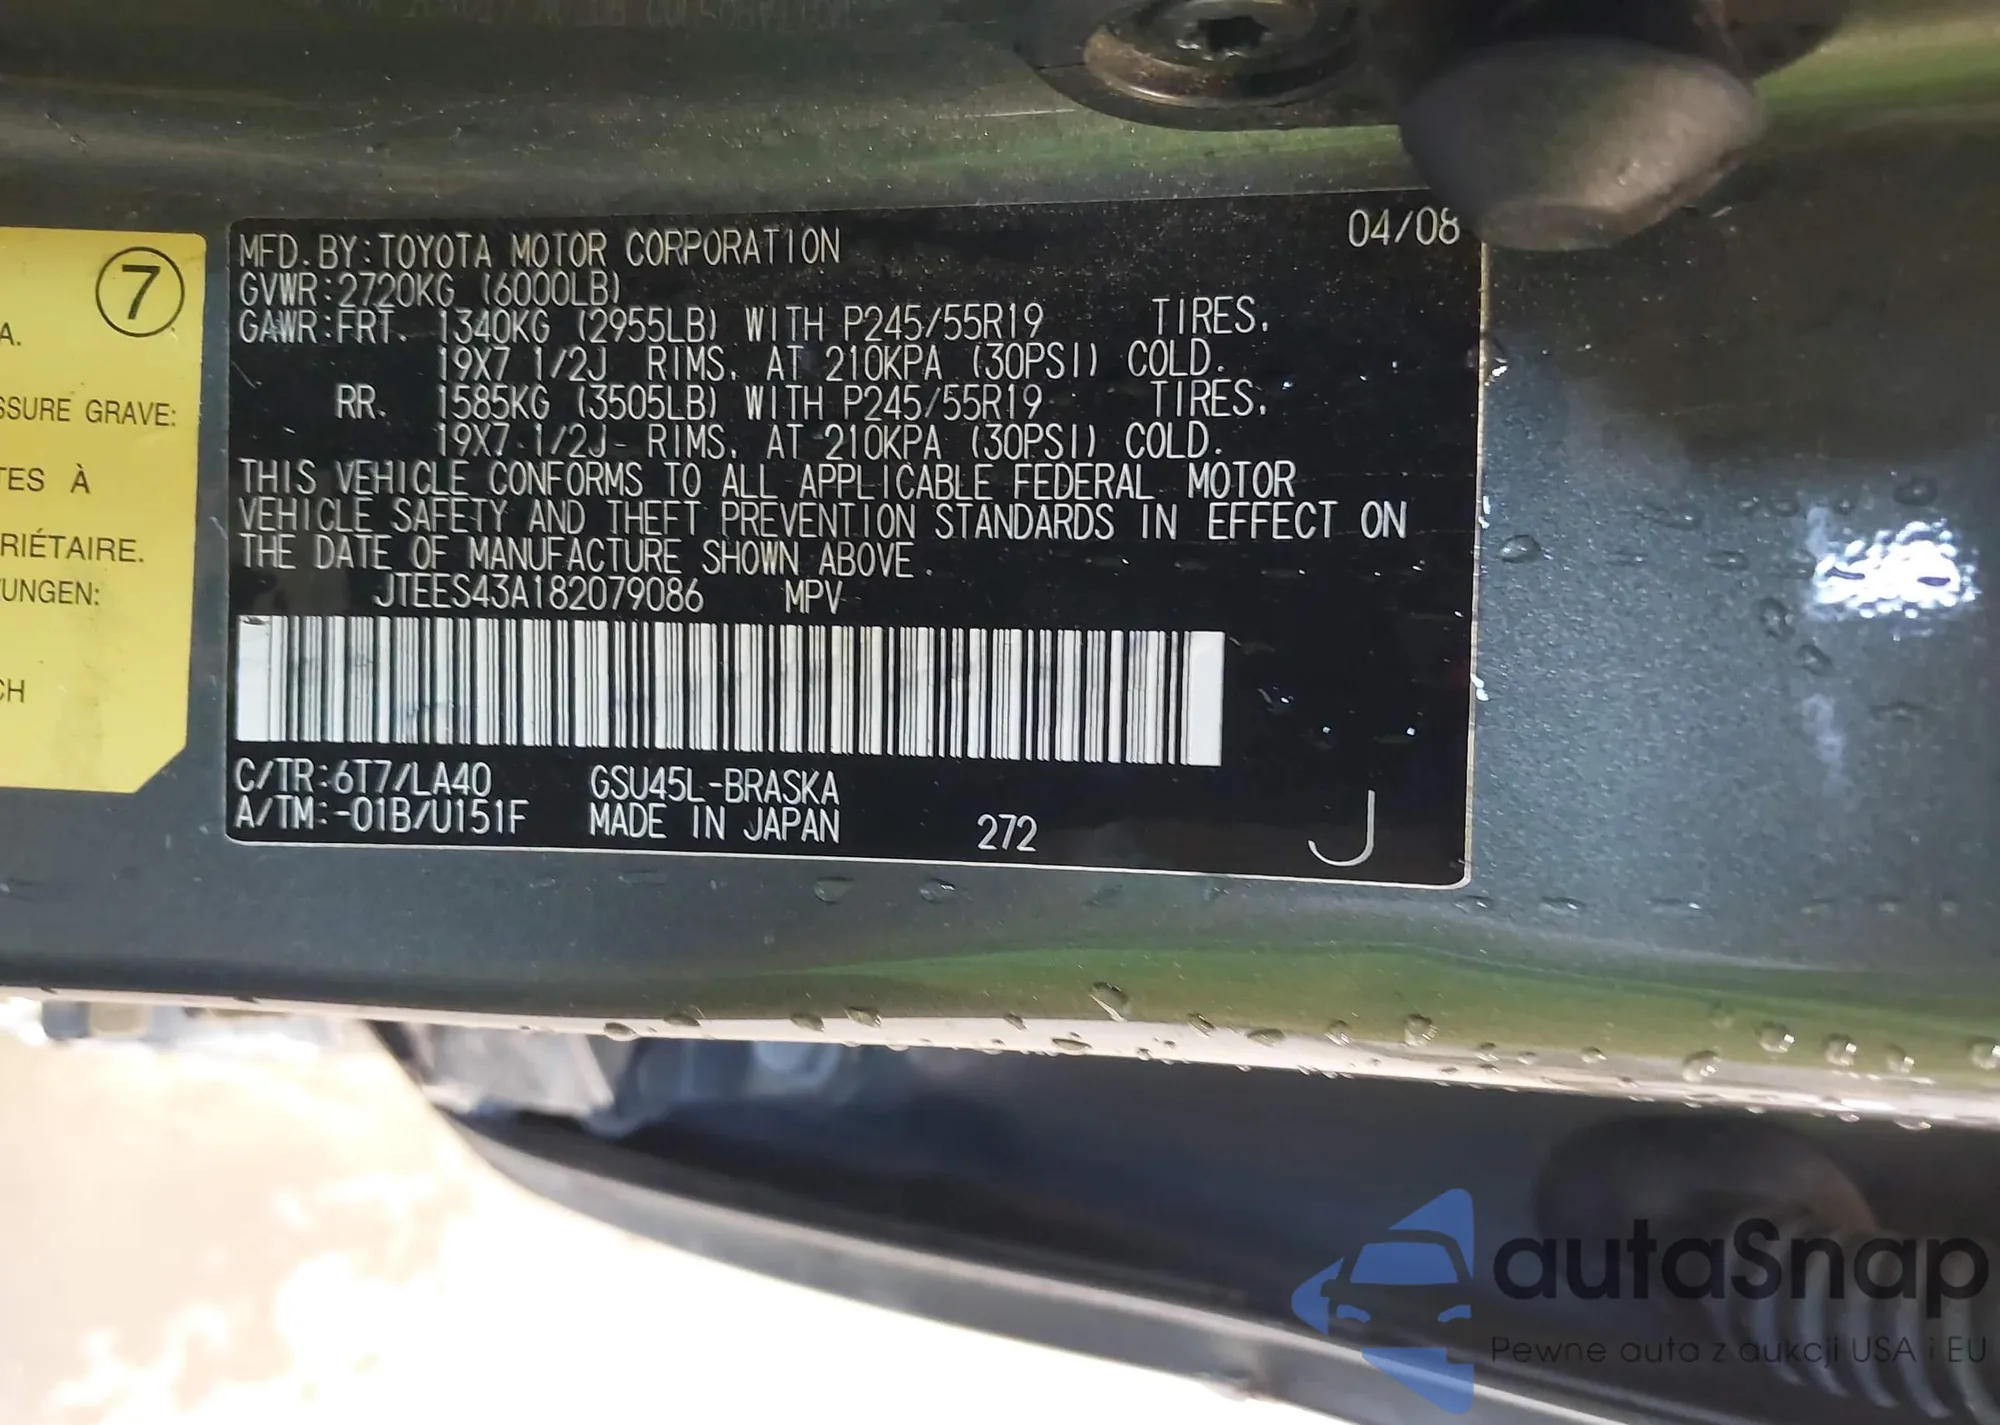 7
A.
SSURE GRAVE:
TES À
RIÉTAIRE.
UNGEN:
CH
04/08
MFD. BY: TOYOTA MOTOR CORPORATION
GVWR: 2720KG (6000LB)
GAWR: FRT. 1340KG (2955LB) WITH P245/55R19 TIRES.
19X7 1/2J RIMS. AT 210KPA (30PSI) COLD.
RR. 1585KG (3505LB) WITH P245/55R19 TIRES.
19X7 1/2J RIMS. AT 210KPA (30PSI) COLD.
THIS VEHICLE CONFORMS TO ALL APPLICABLE FEDERAL MOTOR
VEHICLE SAFETY AND THEFT PREVENTION STANDARDS IN EFFECT ON
THE DATE OF MANUFACTURE SHOWN ABOVE.
JTEES43A182079086 MPV
C/TR: 6T7/LA40 GSU45L-BRASKA
A/TM: -01B/U151F MADE IN JAPAN 272 J
autaSnap
Pewne auta z aukcji USA i EU